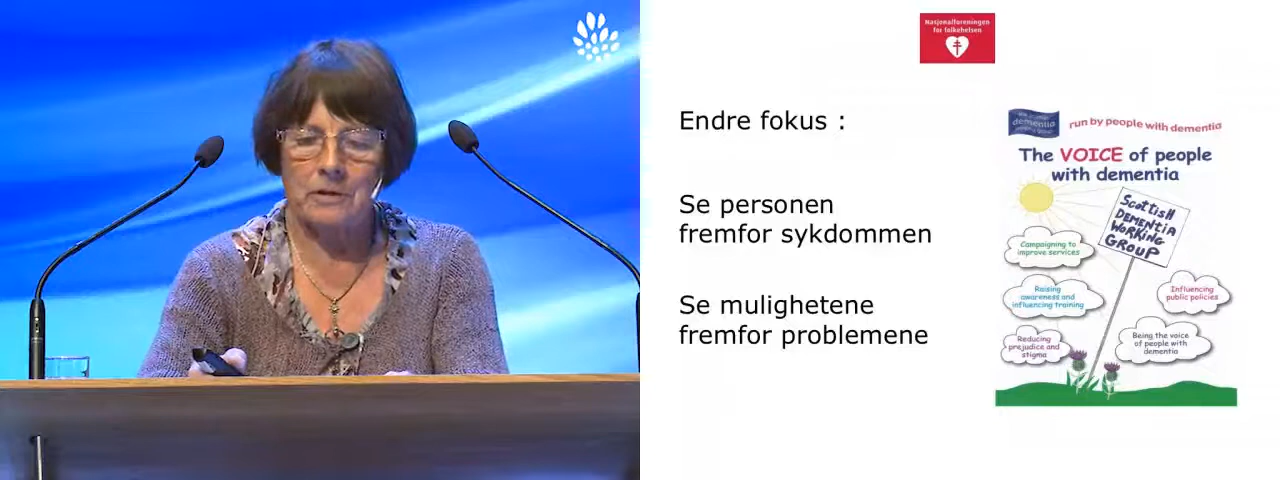 Nasjonalforeningen
for folkehelsen
Endre fokus :
Se personen
fremfor sykdommen
Se mulighetene
fremfor problemene
dementia
run by people with dementia
The VOICE of people
with dementia
Scottish
DEMENTIA
WORKING
GROUP
Campaigning to
improve services
Raising
awareness and
influencing training
Influencing
public policies
Reducing
prejudice and
stigma
Being the voice
of people with
dementia